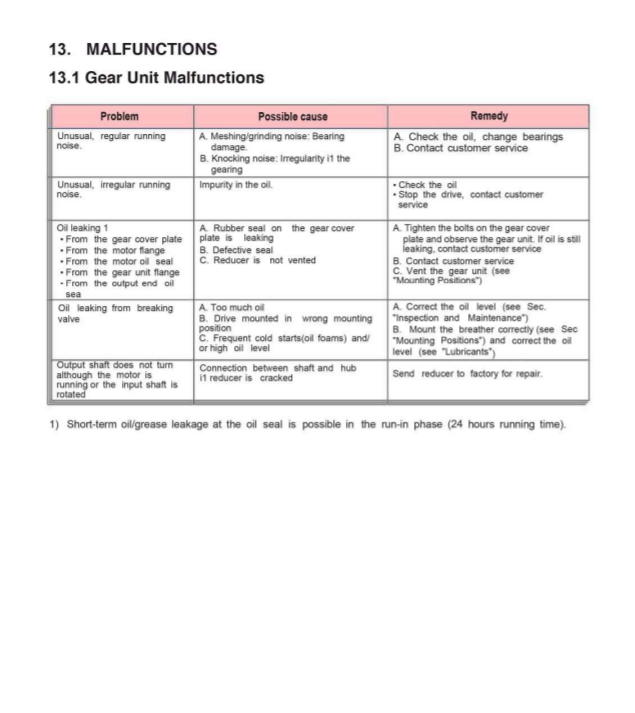 13. MALFUNCTIONS
13.1 Gear Unit Malfunctions
Problem
Possible cause
Remedy
Unusual, regular running
noise.
A. Meshing/grinding noise: Bearing
damage.
B. Knocking noise: Irregularity i1 the
gearing
A. Check the oil, change bearings
B. Contact customer service
Unusual, irregular running
noise.
Impurity in the oil.
• Check the oil
• Stop the drive, contact customer
service
Oil leaking 1
• From the gear cover plate
• From the motor flange
• From the motor oil seal
• From the gear unit flange
• From the output end oil
sea
A. Rubber seal on the gear cover
plate is leaking
B. Defective seal
C. Reducer is not vented
A. Tighten the bolts on the gear cover
plate and observe the gear unit. If oil is still
leaking, contact customer service
B. Contact customer service
C. Vent the gear unit (see
"Mounting Positions")
Oil leaking from breaking
valve
A. Too much oil
B. Drive mounted in wrong mounting
position
C. Frequent cold starts(oil foams) and/
or high oil level
A. Correct the oil level (see Sec.
"Inspection and Maintenance")
B. Mount the breather correctly (see Sec
"Mounting Positions") and correct the oil
level (see "Lubricants")
Output shaft does not turn
although the motor is
running or the input shaft is
rotated
Connection between shaft and hub
i1 reducer is cracked
Send reducer to factory for repair.
1) Short-term oil/grease leakage at the oil seal is possible in the run-in phase (24 hours running time).